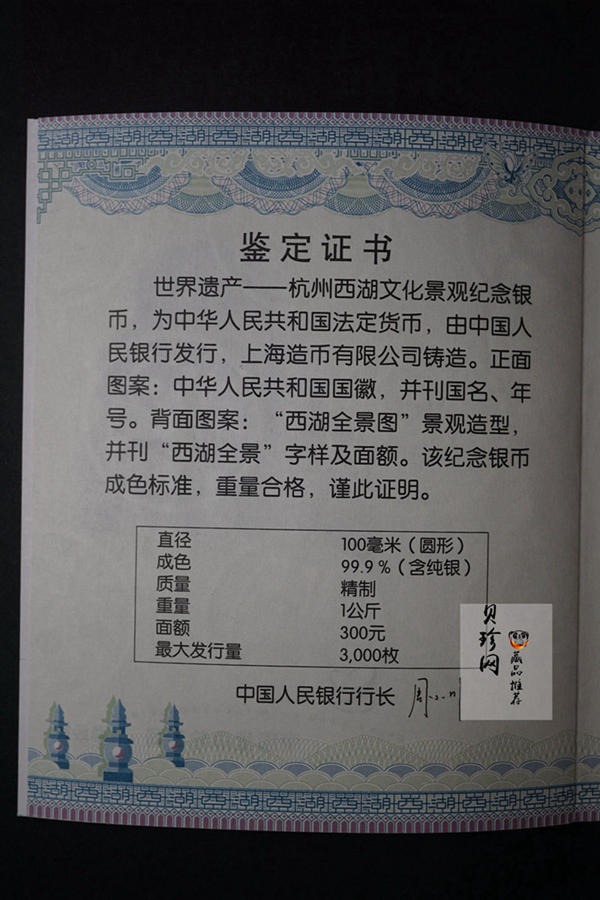 鉴定证书
世界遗产——杭州西湖文化景观纪念银
币，为中华人民共和国法定货币，由中国人
民银行发行，上海造币有限公司铸造。正面
图案：中华人民共和国国徽，并刊国名、年
号。背面图案：“西湖全景图”景观造型，
并刊“西湖全景”字样及面额。该纪念银币
成色标准，重量合格，谨此证明。
直径 100毫米（圆形）
成色 99.9％（含纯银）
质量 精制
重量 1公斤
面额 300元
最大发行量 3,000枚
中国人民银行行长
贝珍网
藏品推荐